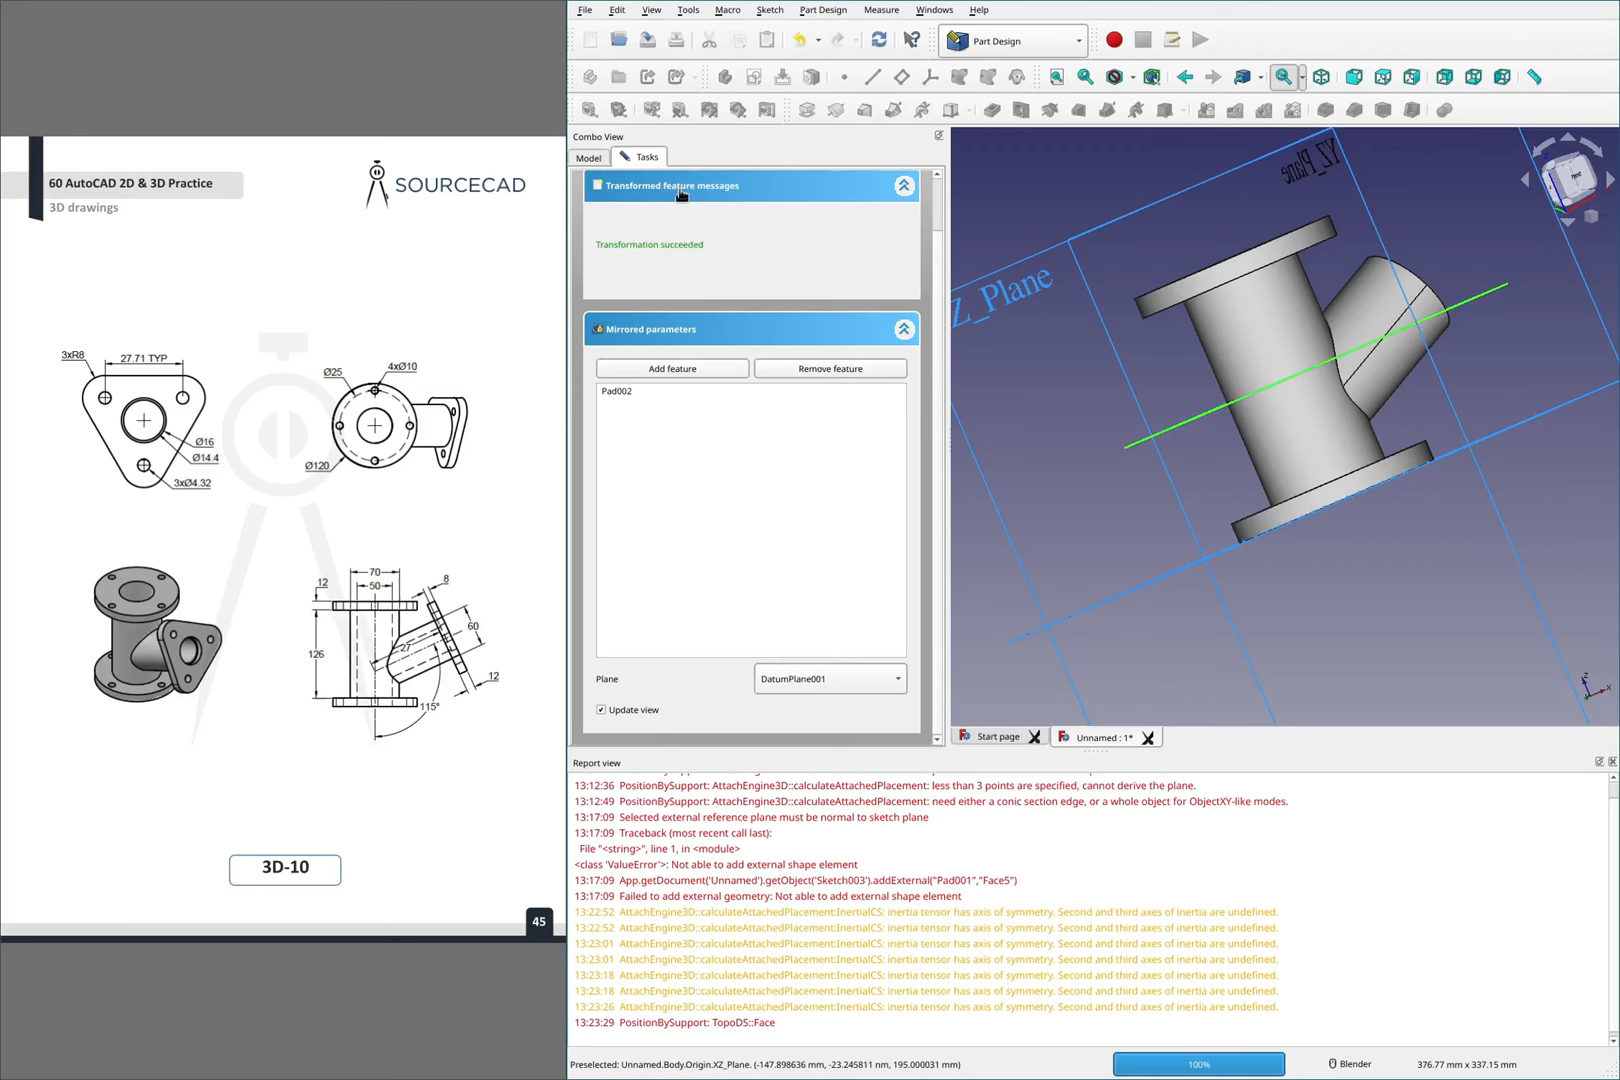 60 AutoCAD 2D & 3D Practice
3D drawings
SOURCECAD
3xR8
27.71 TYP
Ø16
Ø14.4
3xØ4.32
Ø25
4xØ10
Ø120
70
50
12
8
126
27
60
12
115°
3D-10
45
File Edit View Tools Macro Sketch Part Design Measure Windows Help
Part Design
Combo View
Model
Tasks
Transformed feature messages
Transformation succeeded
Mirrored parameters
Add feature
Remove feature
Pad002
Plane
DatumPlane001
Update view
XZ_Plane
Z_Plane
Start page
Unnamed : 1*
Report view
13:12:36 PositionBySupport: AttachEngine3D::calculateAttachedPlacement: less than 3 points are specified, cannot derive the plane.
13:12:49 PositionBySupport: AttachEngine3D::calculateAttachedPlacement: need either a conic section edge, or a whole object for ObjectXY-like modes.
13:17:09 Selected external reference plane must be normal to sketch plane
13:17:09 Traceback (most recent call last):
File "<string>", line 1, in <module>
<class 'ValueError'>: Not able to add external shape element
13:17:09 App.getDocument('Unnamed').getObject('Sketch003').addExternal("Pad001","Face5")
13:17:09 Failed to add external geometry: Not able to add external shape element
13:22:52 AttachEngine3D::calculateAttachedPlacement:InertialCS: inertia tensor has axis of symmetry. Second and third axes of inertia are undefined.
13:22:52 AttachEngine3D::calculateAttachedPlacement:InertialCS: inertia tensor has axis of symmetry. Second and third axes of inertia are undefined.
13:23:01 AttachEngine3D::calculateAttachedPlacement:InertialCS: inertia tensor has axis of symmetry. Second and third axes of inertia are undefined.
13:23:01 AttachEngine3D::calculateAttachedPlacement:InertialCS: inertia tensor has axis of symmetry. Second and third axes of inertia are undefined.
13:23:18 AttachEngine3D::calculateAttachedPlacement:InertialCS: inertia tensor has axis of symmetry. Second and third axes of inertia are undefined.
13:23:18 AttachEngine3D::calculateAttachedPlacement:InertialCS: inertia tensor has axis of symmetry. Second and third axes of inertia are undefined.
13:23:26 AttachEngine3D::calculateAttachedPlacement:InertialCS: inertia tensor has axis of symmetry. Second and third axes of inertia are undefined.
13:23:29 PositionBySupport: TopoDS::Face
Preselected: Unnamed.Body.Origin.XZ_Plane. (-147.898636 mm, -23.245811 nm, 195.000031 mm)
100%
Blender
376.77 mm x 337.15 mm